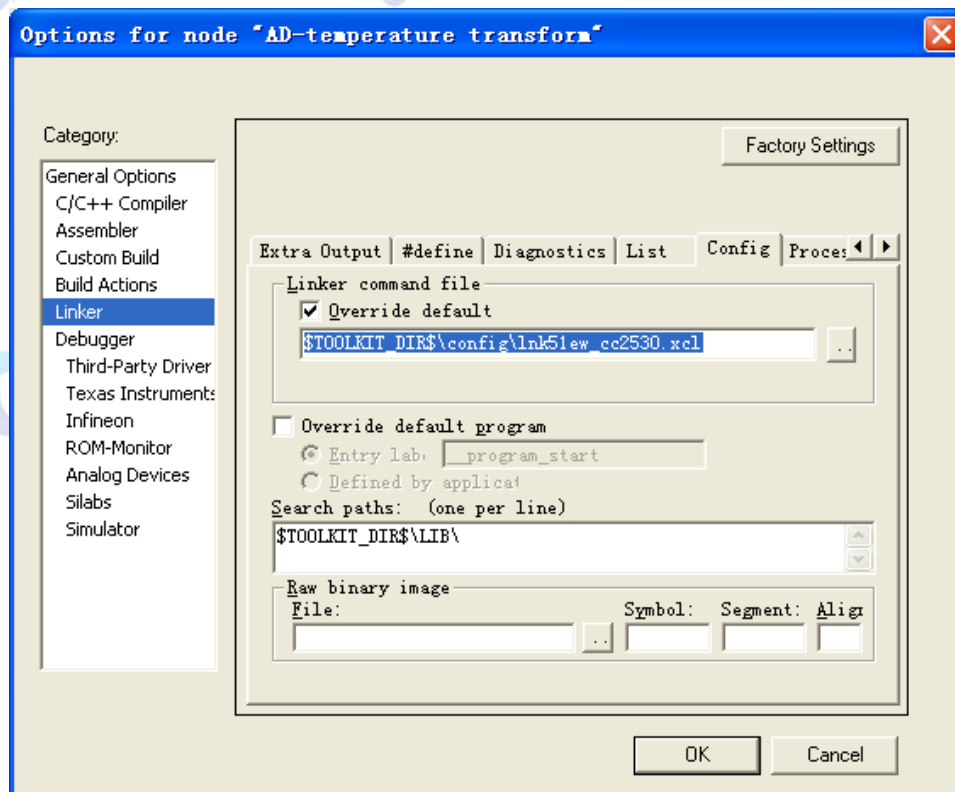 Options for node "AD-temperature transform"
Category:
Factory Settings
General Options
C/C++ Compiler
Assembler
Custom Build
Build Actions
Linker
Debugger
Third-Party Driver
Texas Instruments
Infineon
ROM-Monitor
Analog Devices
Silabs
Simulator
Extra Output #define Diagnostics List Config Proces
Linker command file
Override default
$TOOLKIT_DIR$\config\lnk51ew_cc2530.xcl
..
Override default program
Entry lab __program_start
Defined by applicat
Search paths: (one per line)
$TOOLKIT_DIR$\LIB\
Raw binary image
File: Symbol: Segment: Align
..
OK Cancel